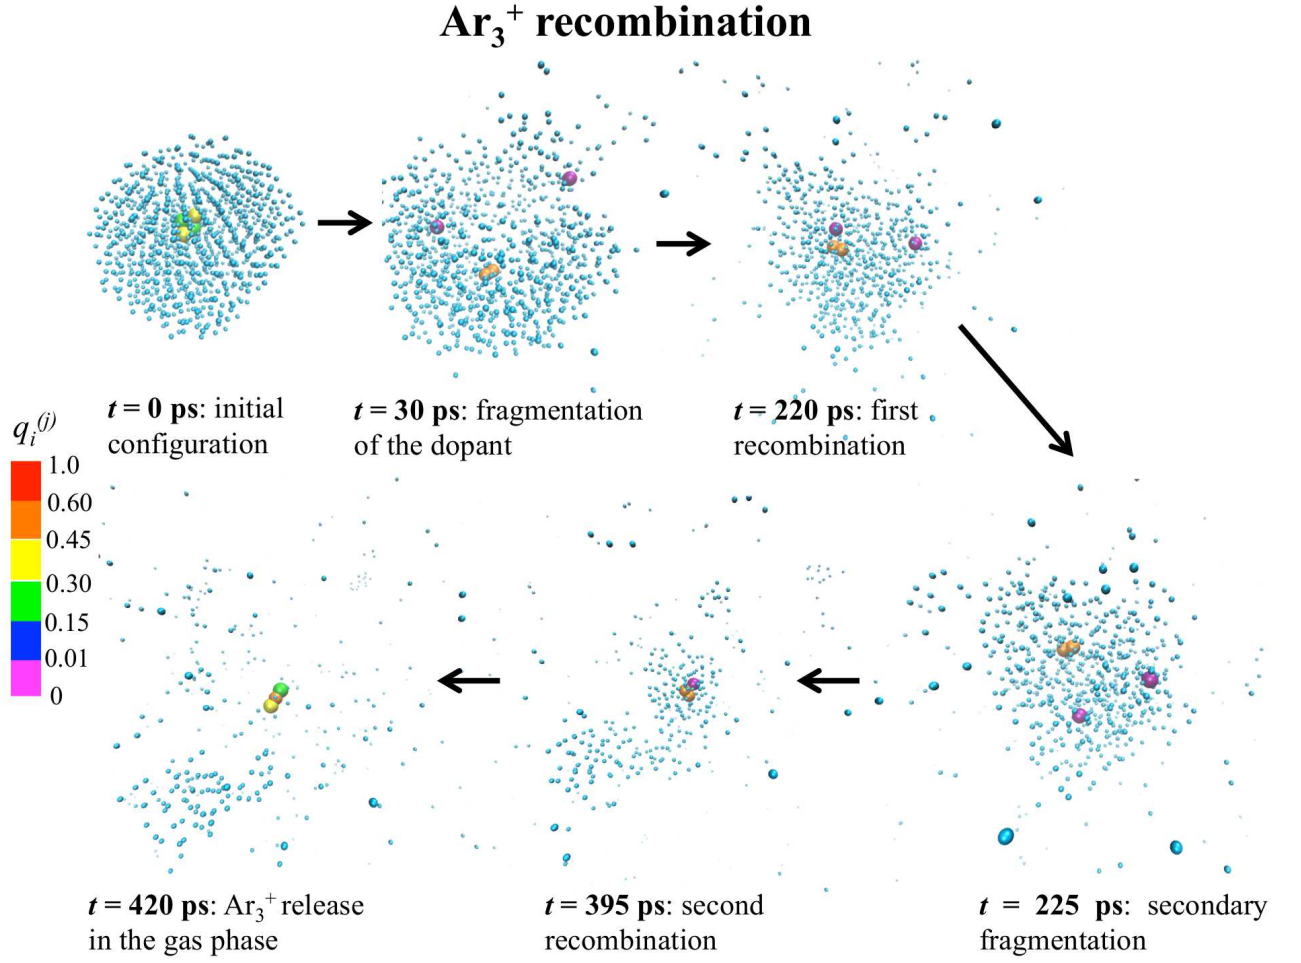 Ar₃⁺ recombination
t = 0 ps: initial
configuration
t = 30 ps: fragmentation
of the dopant
t = 220 ps: first
recombination
qᵢ⁽ʲ⁾
1.0
0.60
0.45
0.30
0.15
0.01
0
t = 420 ps: Ar₃⁺ release
in the gas phase
t = 395 ps: second
recombination
t = 225 ps: secondary
fragmentation